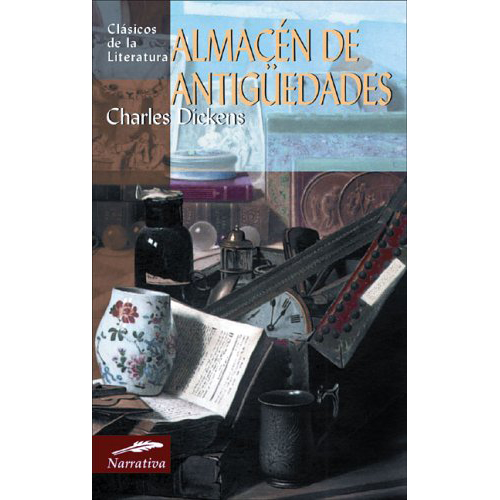 Clásicos
de la
Literatura
ALMACÉN DE
ANTIGÜEDADES
Charles Dickens
Narrativa